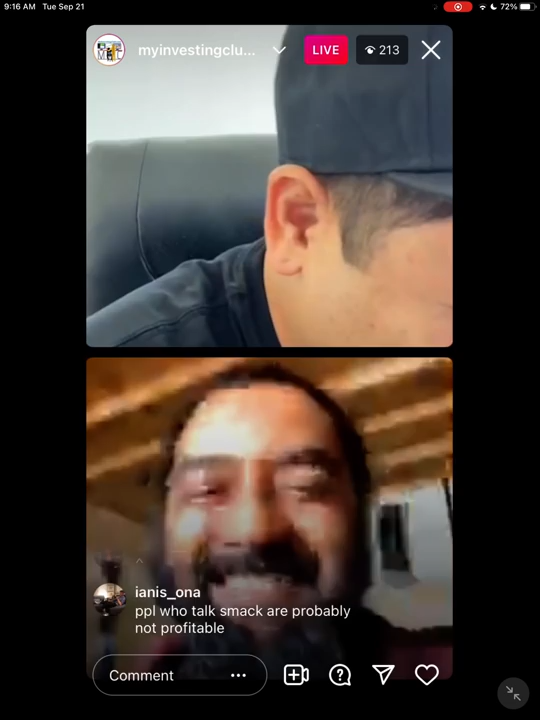 9:16 AM Tue Sep 21
72%
myinvestingclu...
LIVE
213
ianis_ona
ppl who talk smack are probably
not profitable
Comment